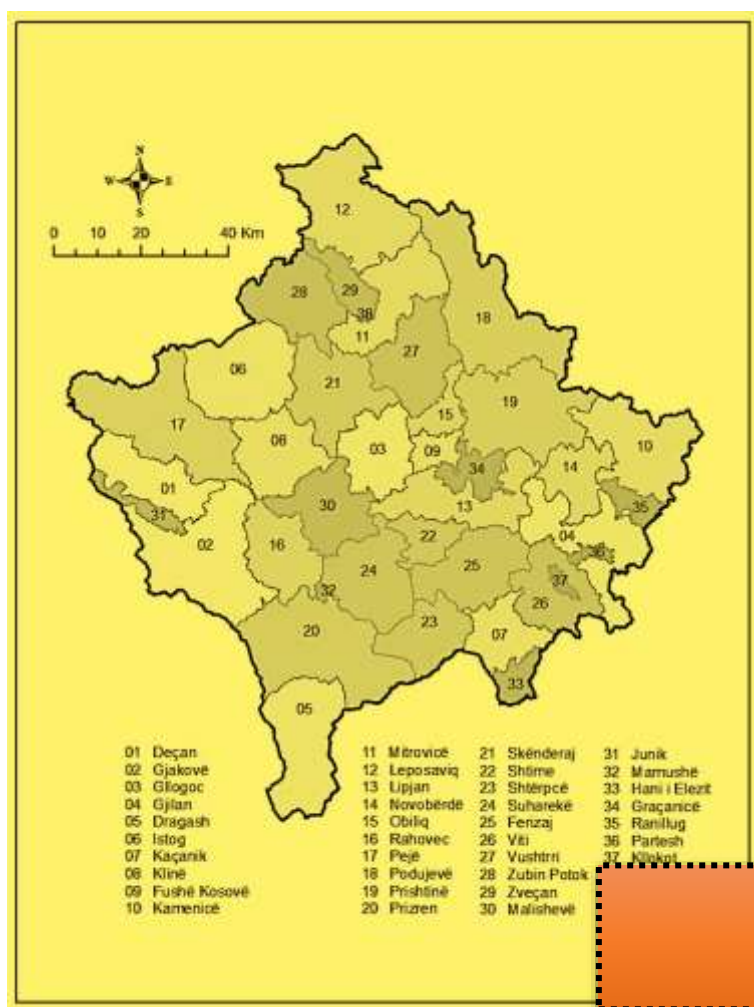 N
W E
S
0 10 20 40 Km
12
28
29
38
18
11
27
06
21
15
19
17
08
03
09
34
14
10
01
31
30
13
35
02
16
22
04
36
24
25
37
32
26
20
23
07
33
05
01 Deçan
02 Gjakovë
03 Gllogoc
04 Gjilan
05 Dragash
06 Istog
07 Kaçanik
08 Klinë
09 Fushë Kosovë
10 Kamenicë
11 Mitrovicë
12 Leposaviq
13 Lipjan
14 Novobërdë
15 Obiliq
16 Rahovec
17 Pejë
18 Podujevë
19 Prishtinë
20 Prizren
21 Skënderaj
22 Shtime
23 Shtërpcë
24 Suharekë
25 Ferizaj
26 Viti
27 Vushtrri
28 Zubin Potok
29 Zveçan
30 Malishevë
31 Junik
32 Mamushë
33 Hani i Elezit
34 Graçanicë
35 Ranillug
36 Partesh
37 Kllokot